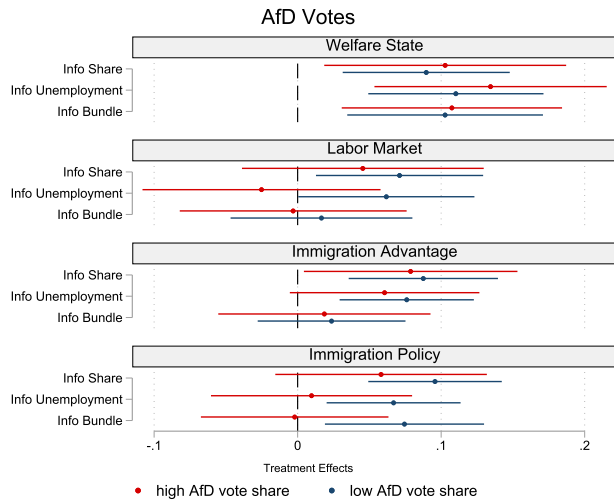 AfD Votes
Welfare State
Info Share
Info Unemployment
Info Bundle
Labor Market
Info Share
Info Unemployment
Info Bundle
Immigration Advantage
Info Share
Info Unemployment
Info Bundle
Immigration Policy
Info Share
Info Unemployment
Info Bundle
-.1 0 .1 .2
Treatment Effects
high AfD vote share low AfD vote share